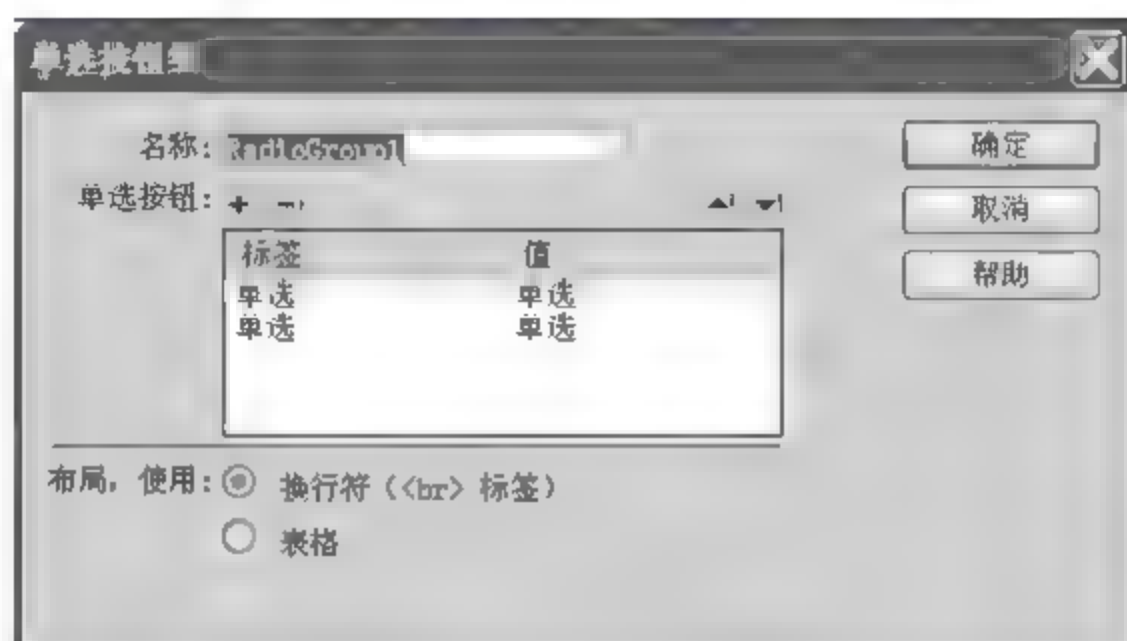 单选按钮组
名称: RadioGroup1
确定
单选按钮:
取消
标签 值
帮助
单选 单选
单选 单选
布局，使用: 换行符 (<br> 标签)
表格